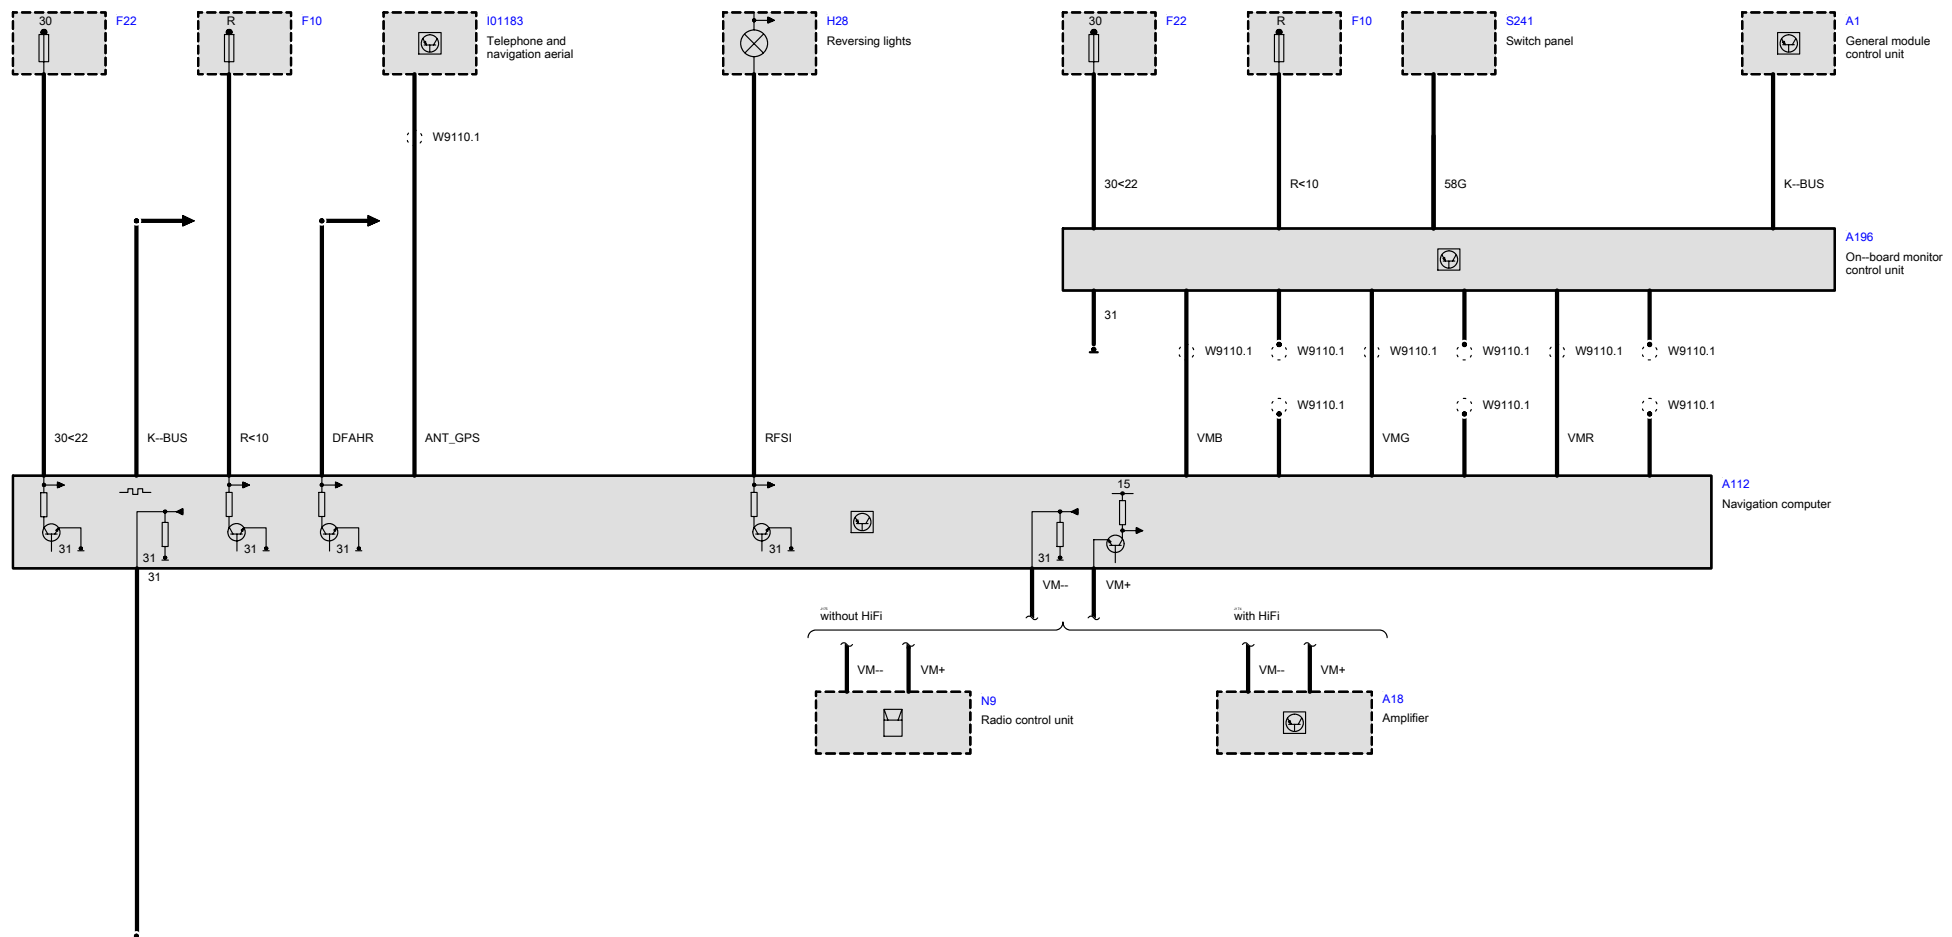 30
F22
R
F10
I01183
Telephone and
navigation aerial
H28
Reversing lights
30
F22
R
F10
S241
Switch panel
A1
General module
control unit
W9110.1
30<22
R<10
58G
K--BUS
A196
On--board monitor
control unit
31
W9110.1
W9110.1
W9110.1
W9110.1
W9110.1
W9110.1
W9110.1
W9110.1
W9110.1
30<22
K--BUS
R<10
DFAHR
ANT_GPS
RFSI
VMB
VMG
VMR
A112
Navigation computer
15
31
31
31
31
31
31
31
VM--
VM+
without HiFi
with HiFi
VM--
VM+
VM--
VM+
N9
Radio control unit
A18
Amplifier